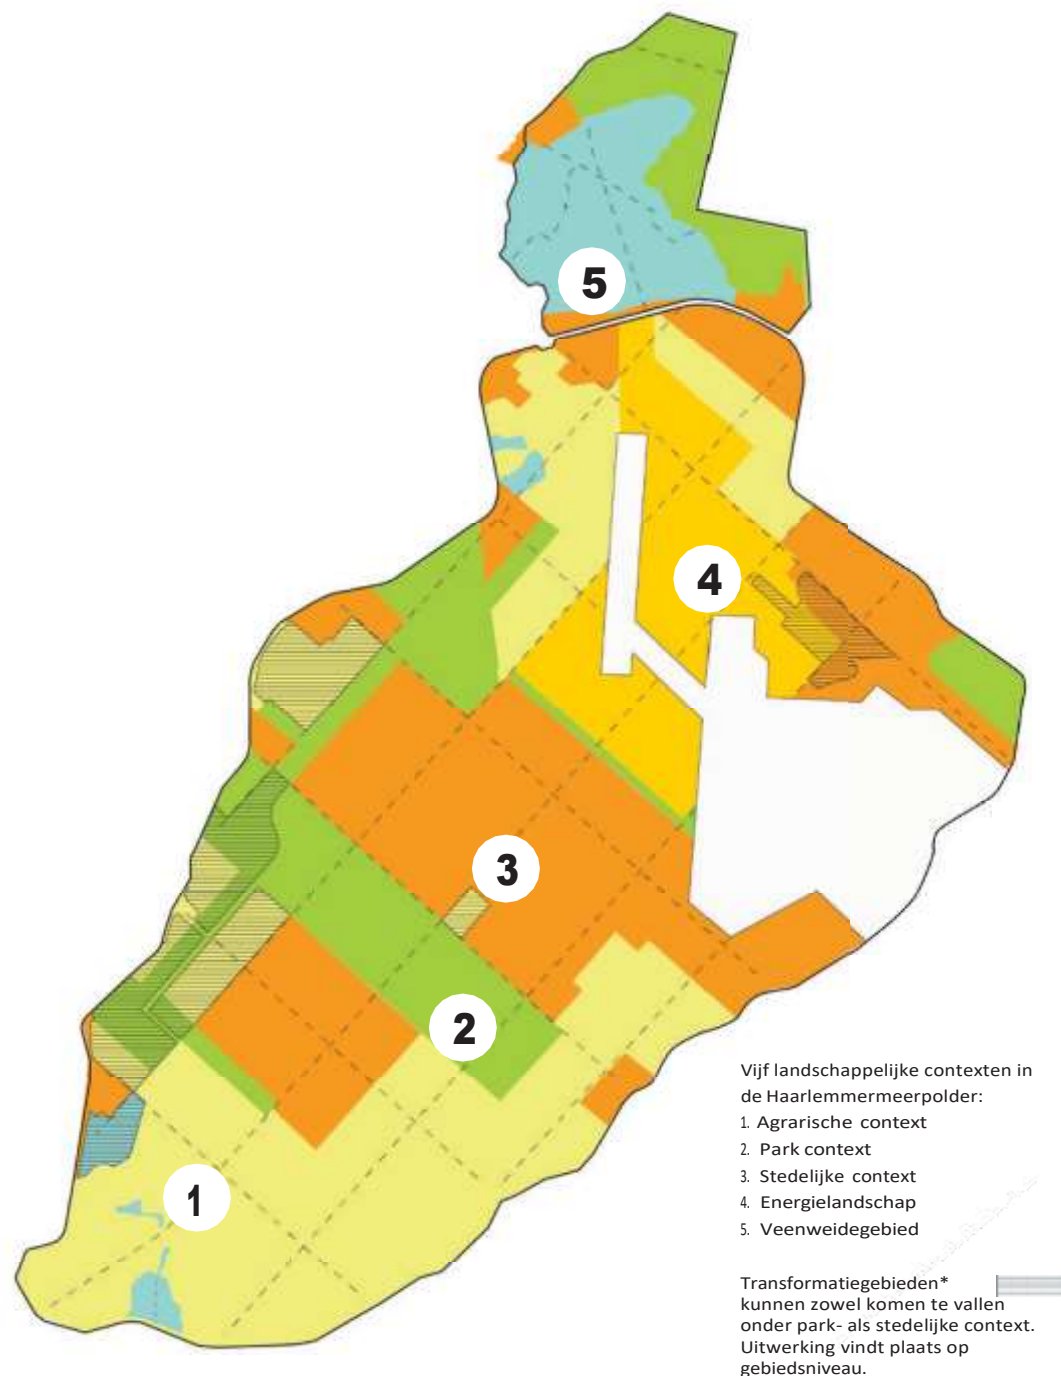 5
4
3
2
1
Vijf landschappelijke contexten in
de Haarlemmermeerpolder:
1. Agrarische context
2. Park context
3. Stedelijke context
4. Energielandschap
5. Veenweidegebied
Transformatiegebieden*
kunnen zowel komen te vallen
onder park- als stedelijke context.
Uitwerking vindt plaats op
gebiedsniveau.